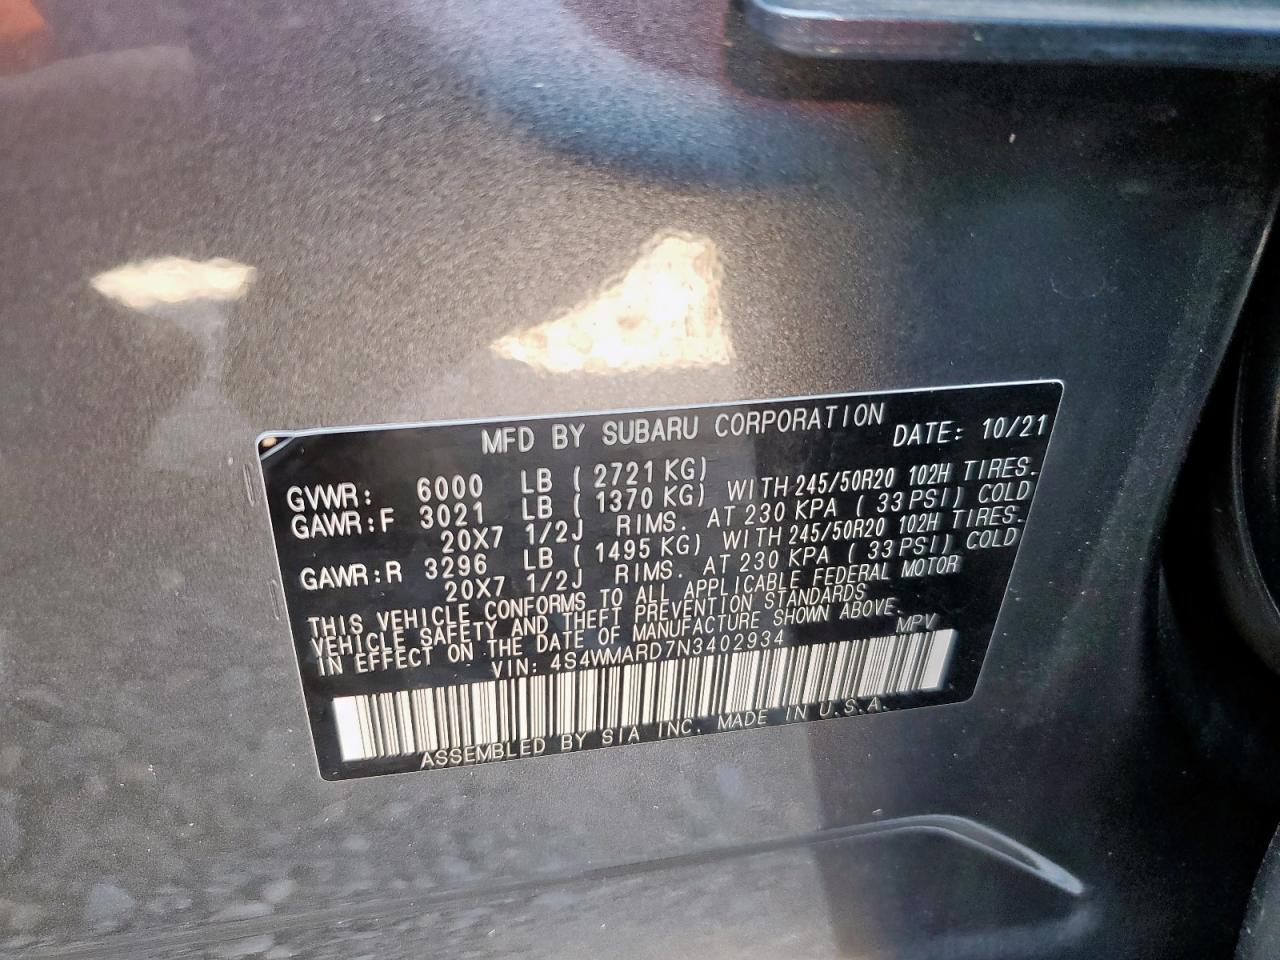 MFD BY SUBARU CORPORATION DATE: 10/21
GVWR: 6000 LB ( 2721 KG)
GAWR:F 3021 LB ( 1370 KG) WITH 245/50R20 102H TIRES.
20X7 1/2J RIMS. AT 230 KPA ( 33 PSI) COLD
GAWR:R 3296 LB ( 1495 KG) WITH 245/50R20 102H TIRES.
20X7 1/2J RIMS. AT 230 KPA ( 33 PSI) COLD
THIS VEHICLE CONFORMS TO ALL APPLICABLE FEDERAL MOTOR
VEHICLE SAFETY AND THEFT PREVENTION STANDARDS
IN EFFECT ON THE DATE OF MANUFACTURE SHOWN ABOVE.
VIN: 4S4WMARD7N3402934 MPV
ASSEMBLED BY SIA INC. MADE IN U.S.A.